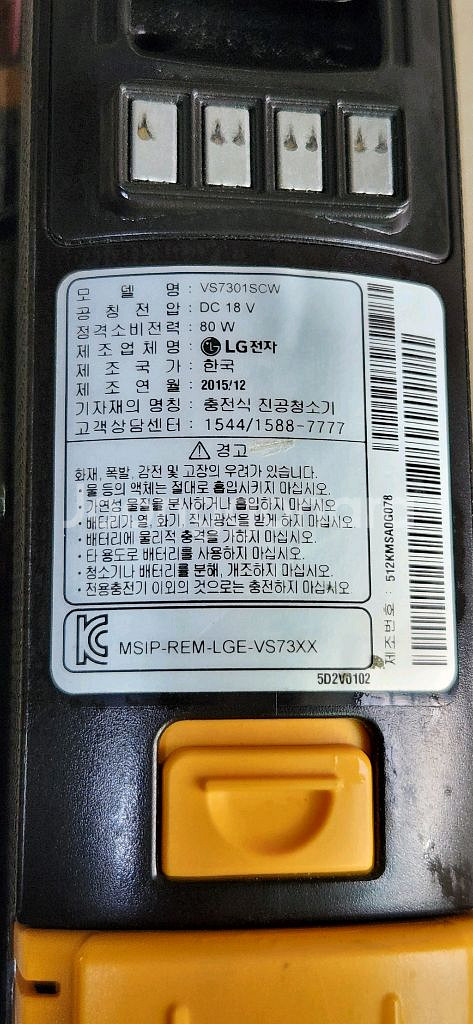 모 델 명 : VS7301SCW
공 칭 전 압 : DC 18 V
정격소비전력 : 80 W
제 조 업 체 명 : LG전자
제 조 국 가 : 한국
제 조 연 월 : 2015/12
기자재의 명칭 : 충전식 진공청소기
고객상담센터 : 1544/1588-7777
경고
화재, 폭발, 감전 및 고장의 우려가 있습니다.
· 물 등의 액체는 절대로 흡입시키지 마십시오.
· 가연성 물질을 분사하거나 흡입하지 마십시오.
· 배터리가 열, 화기, 직사광선을 받게 하지 마십시오.
· 배터리에 물리적 충격을 가하지 마십시오.
· 타 용도로 배터리를 사용하지 마십시오.
· 청소기나 배터리를 분해, 개조하지 마십시오.
· 전용충전기 이외의 것으로는 충전하지 마십시오.
MSIP-REM-LGE-VS73XX
5D2V0102
제조번호 : 512KMSA0G078